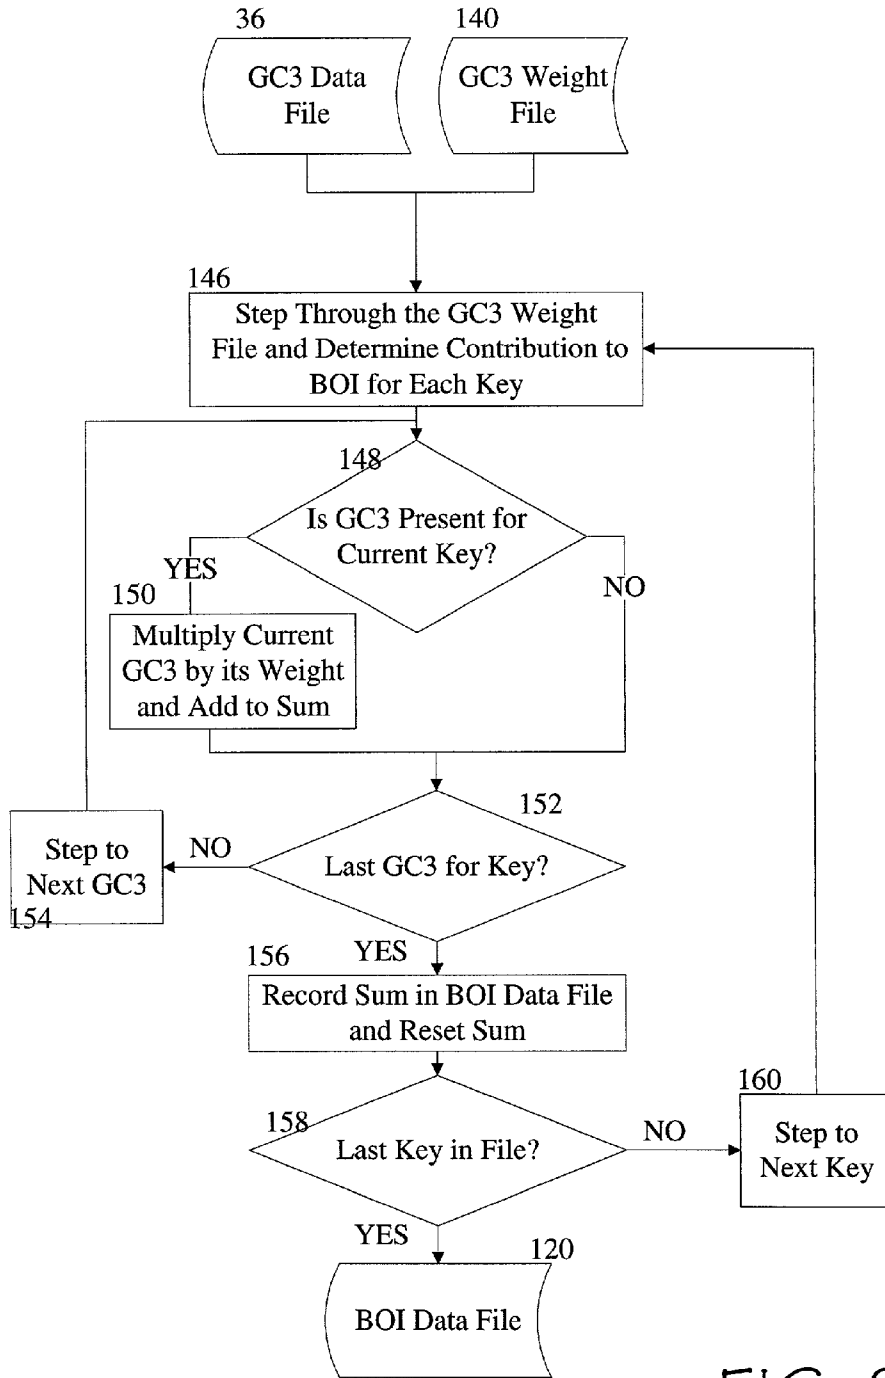 36
140
GC3 Data
File
GC3 Weight
File
146
Step Through the GC3 Weight
File and Determine Contribution to
BOI for Each Key
148
Is GC3 Present for
Current Key?
YES
NO
150
Multiply Current
GC3 by its Weight
and Add to Sum
152
Last GC3 for Key?
NO
Step to
Next GC3
154
YES
156
Record Sum in BOI Data File
and Reset Sum
158
Last Key in File?
NO
160
Step to
Next Key
YES
120
BOI Data File
FIG.